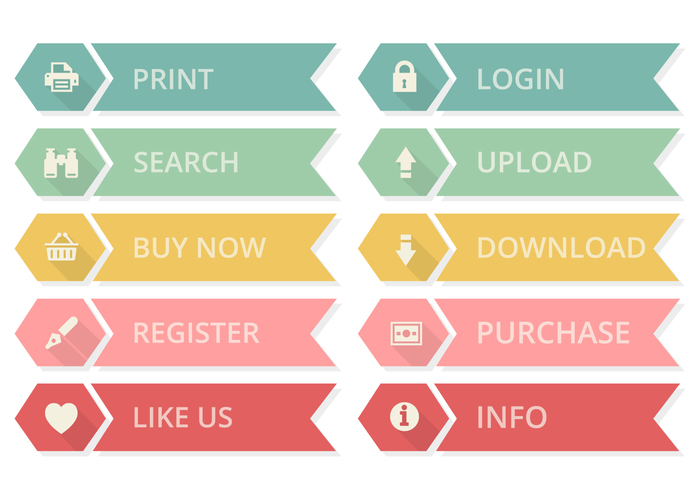 PRINT
LOGIN
SEARCH
UPLOAD
BUY NOW
DOWNLOAD
REGISTER
PURCHASE
LIKE US
INFO